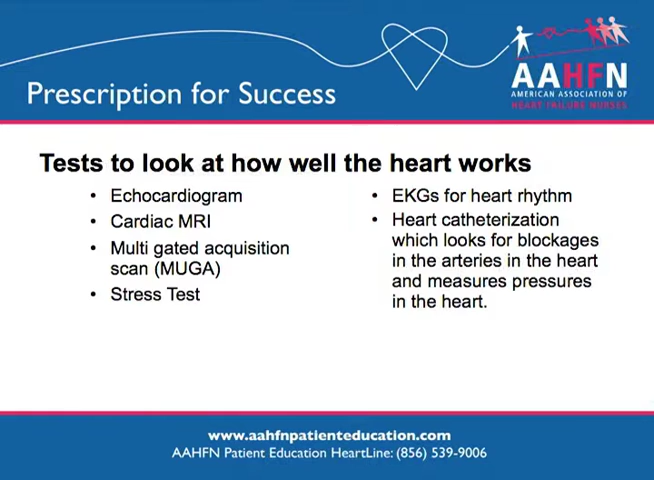 Prescription for Success
AAHFN
AMERICAN ASSOCIATION OF
HEART FAILURE NURSES
Tests to look at how well the heart works
• Echocardiogram
• Cardiac MRI
• Multi gated acquisition
scan (MUGA)
• Stress Test
• EKGs for heart rhythm
• Heart catheterization
which looks for blockages
in the arteries in the heart
and measures pressures
in the heart.
www.aahfnpatienteducation.com
AAHFN Patient Education HeartLine: (856) 539-9006